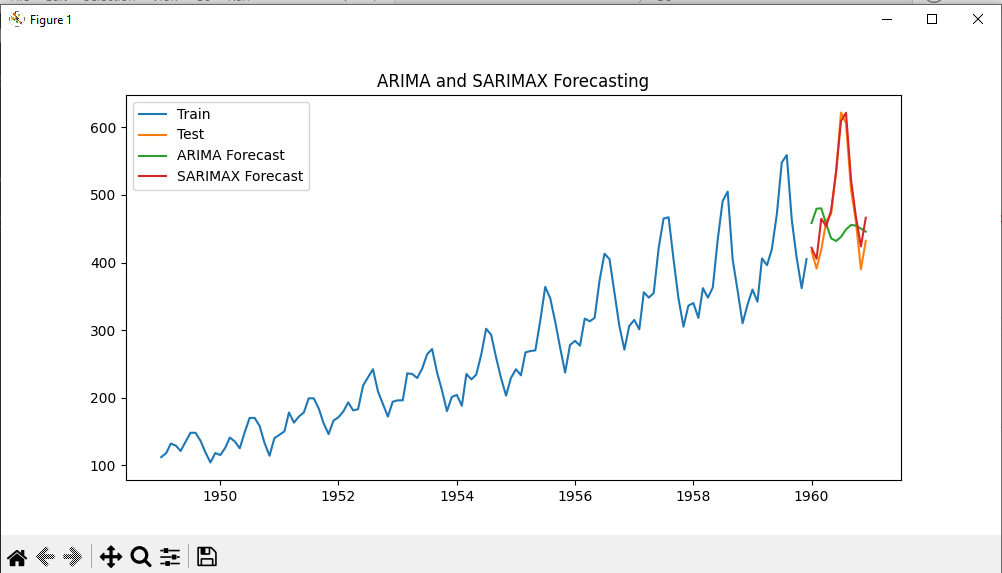 Figure 1
ARIMA and SARIMAX Forecasting
Train
Test
ARIMA Forecast
SARIMAX Forecast
600
500
400
300
200
100
1950 1952 1954 1956 1958 1960